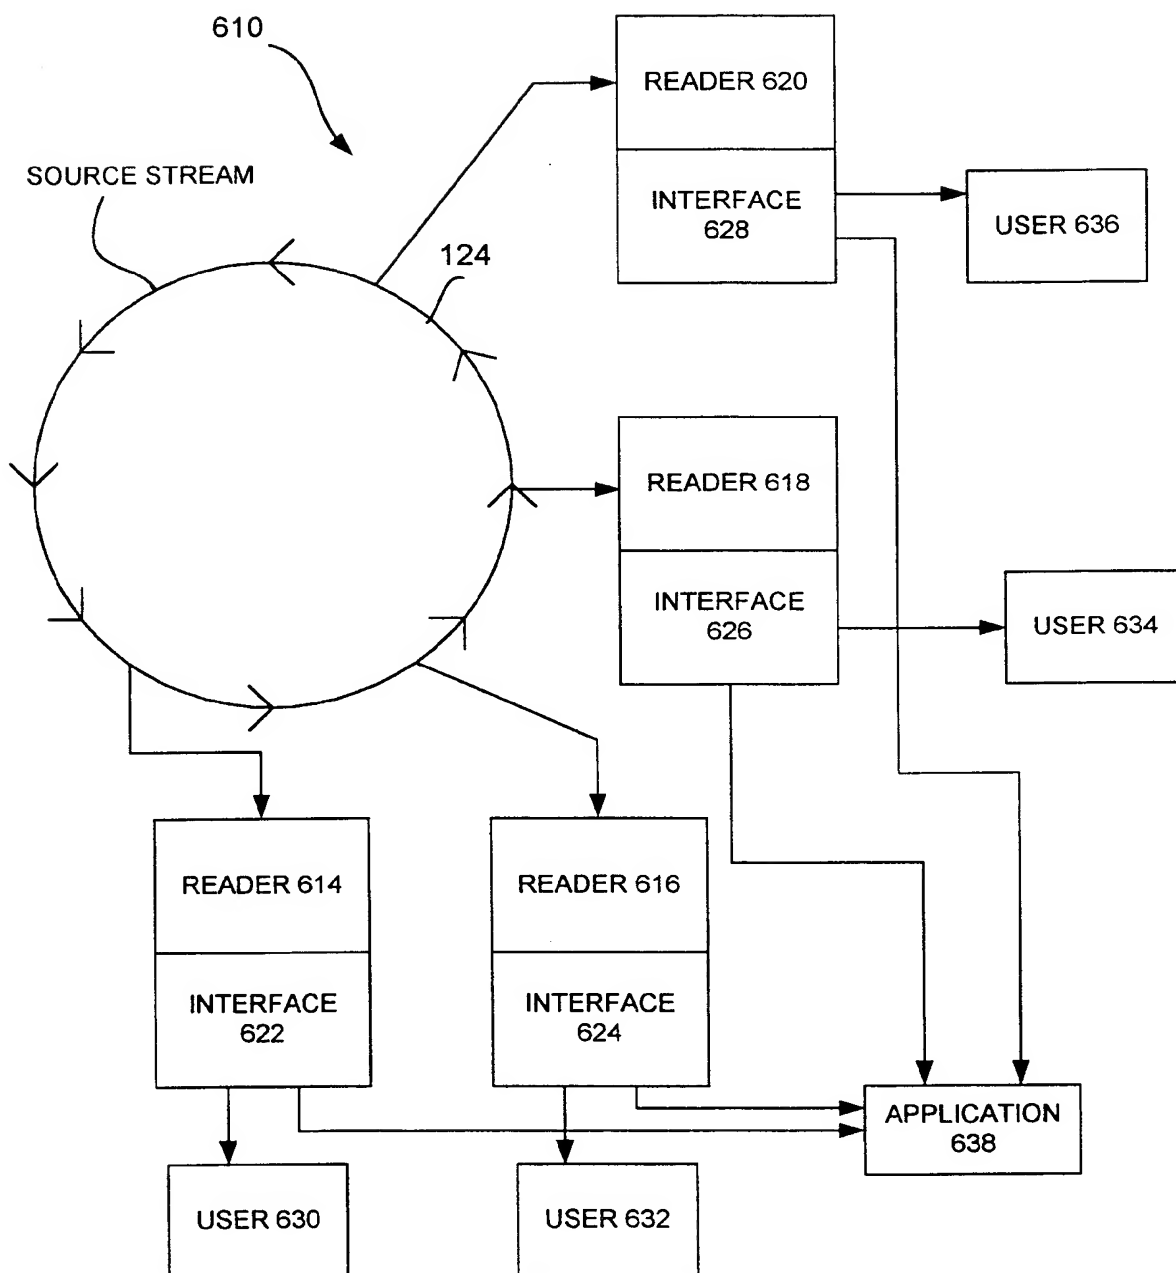 610
READER 620
SOURCE STREAM
INTERFACE
628
USER 636
124
READER 618
INTERFACE
626
USER 634
READER 614
READER 616
INTERFACE
622
INTERFACE
624
APPLICATION
638
USER 630
USER 632